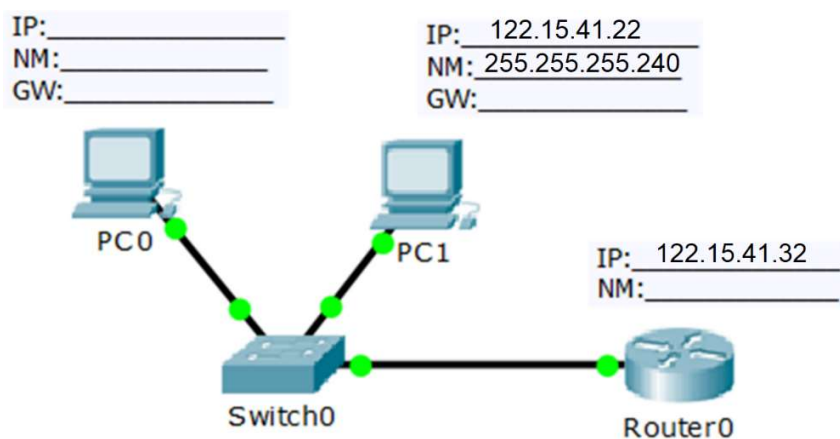 IP:
NM:
GW:
IP: 122.15.41.22
NM: 255.255.255.240
GW:
PC0
PC1
IP: 122.15.41.32
NM:
Switch0
Router0